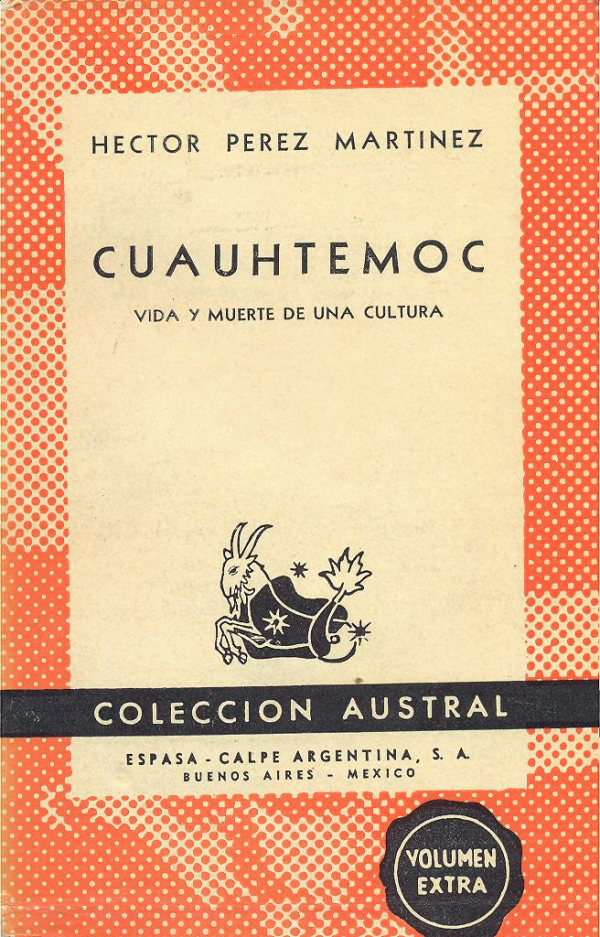 HECTOR PEREZ MARTINEZ
CUAUHTEMOC
VIDA Y MUERTE DE UNA CULTURA
COLECCION AUSTRAL
ESPASA - CALPE ARGENTINA, S. A.
BUENOS AIRES - MEXICO
VOLUMEN
EXTRA